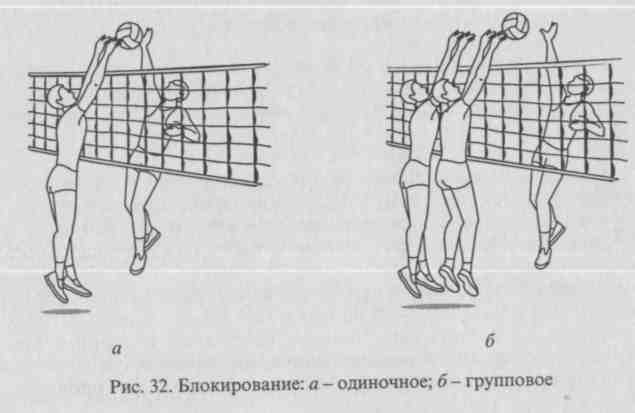 а
б
Рис. 32. Блокирование: а – одиночное; б – групповое